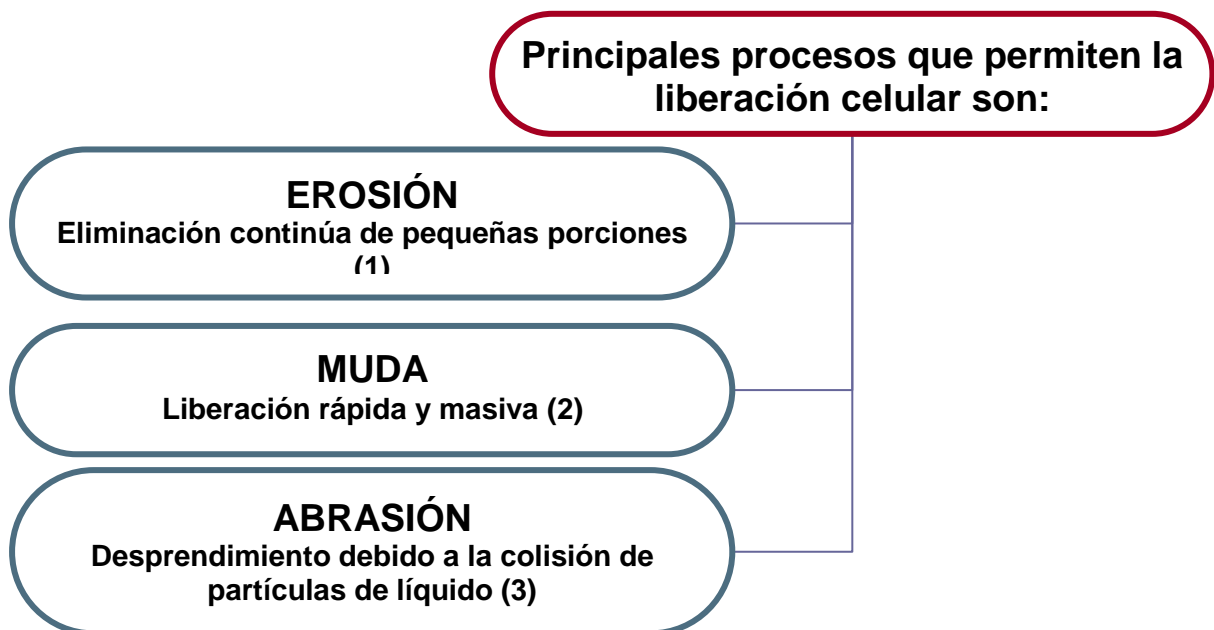 Principales procesos que permiten la
liberación celular son:
EROSIÓN
Eliminación continúa de pequeñas porciones
(1)
MUDA
Liberación rápida y masiva (2)
ABRASIÓN
Desprendimiento debido a la colisión de
partículas de líquido (3)